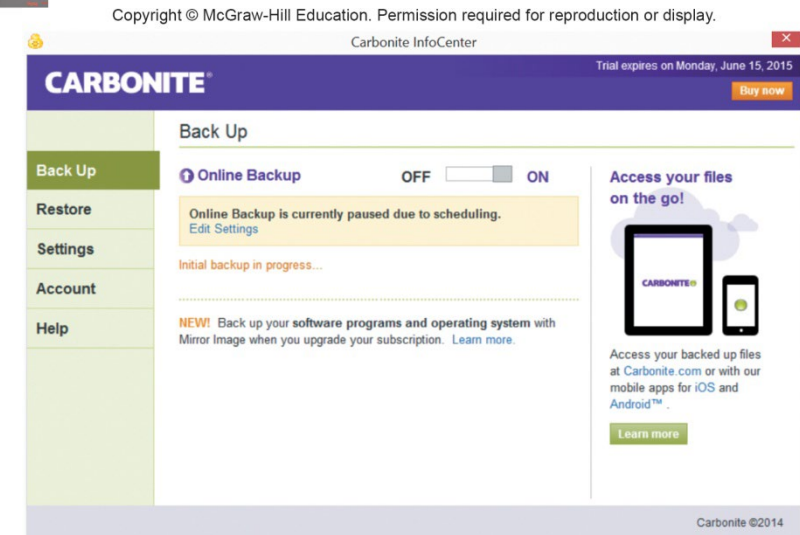 Copyright © McGraw-Hill Education. Permission required for reproduction or display.
Carbonite InfoCenter
CARBONITE®
Trial expires on Monday, June 15, 2015
Buy now
Back Up
Restore
Settings
Account
Help
Back Up
Online Backup
OFF
ON
Online Backup is currently paused due to scheduling.
Edit Settings
Initial backup in progress...
NEW! Back up your software programs and operating system with
Mirror Image when you upgrade your subscription. Learn more.
Access your files
on the go!
CARBONITE
Access your backed up files
at Carbonite.com or with our
mobile apps for iOS and
Android™ .
Learn more
Carbonite ©2014